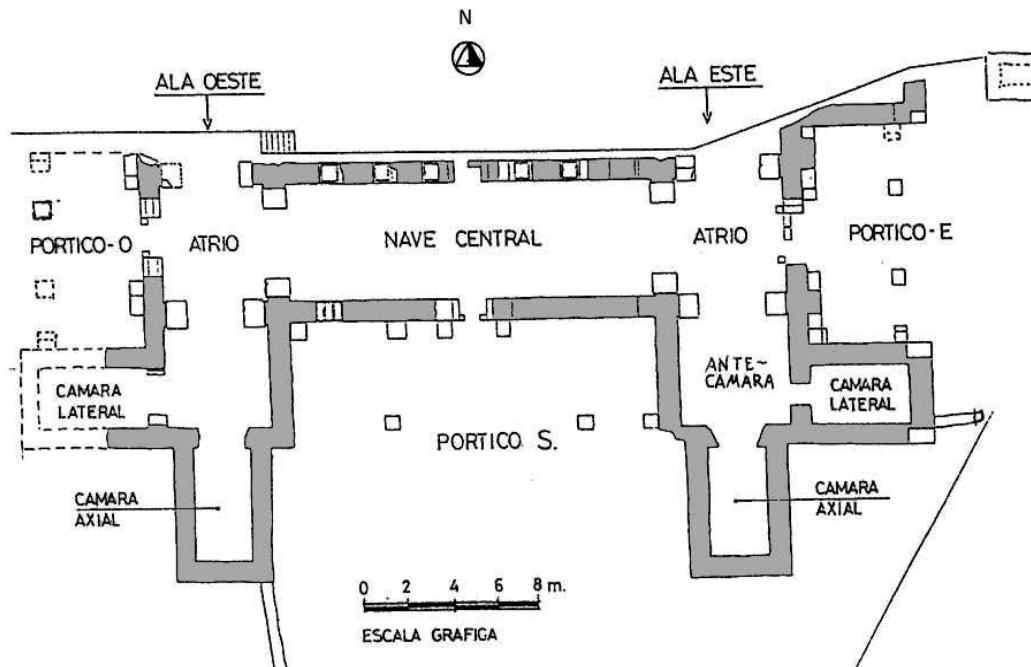 N
ALA OESTE
ALA ESTE
PORTICO-O
ATRIO
NAVE CENTRAL
ATRIO
PORTICO-E
CAMARA
LATERAL
ANTE-
CAMARA
CAMARA
LATERAL
PORTICO S.
CAMARA
AXIAL
CAMARA
AXIAL
0 2 4 6 8 m.
ESCALA GRAFICA